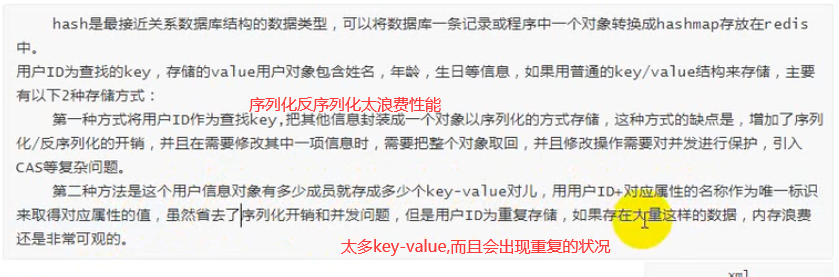 hash是最接近关系数据库结构的数据类型，可以将数据库一条记录或程序中一个对象转换成hashmap存放在redis
中。
用户ID为查找的key，存储的value用户对象包含姓名，年龄，生日等信息，如果用普通的key/value结构来存储，主要
有以下2种存储方式：
序列化反序列化太浪费性能
第一种方式将用户ID作为查找key,把其他信息封装成一个对象以序列化的方式存储，这种方式的缺点是，增加了序列
化/反序列化的开销，并且在需要修改其中一项信息时，需要把整个对象取回，并且修改操作需要对并发进行保护，引入
CAS等复杂问题。
第二种方法是这个用户信息对象有多少成员就存成多少个key-value对儿，用用户ID+对应属性的名称作为唯一标识
来取得对应属性的值，虽然省去了序列化开销和并发问题，但是用户ID为重复存储，如果存在大量这样的数据，内存浪费
还是非常可观的。
太多key-value,而且会出现重复的状况